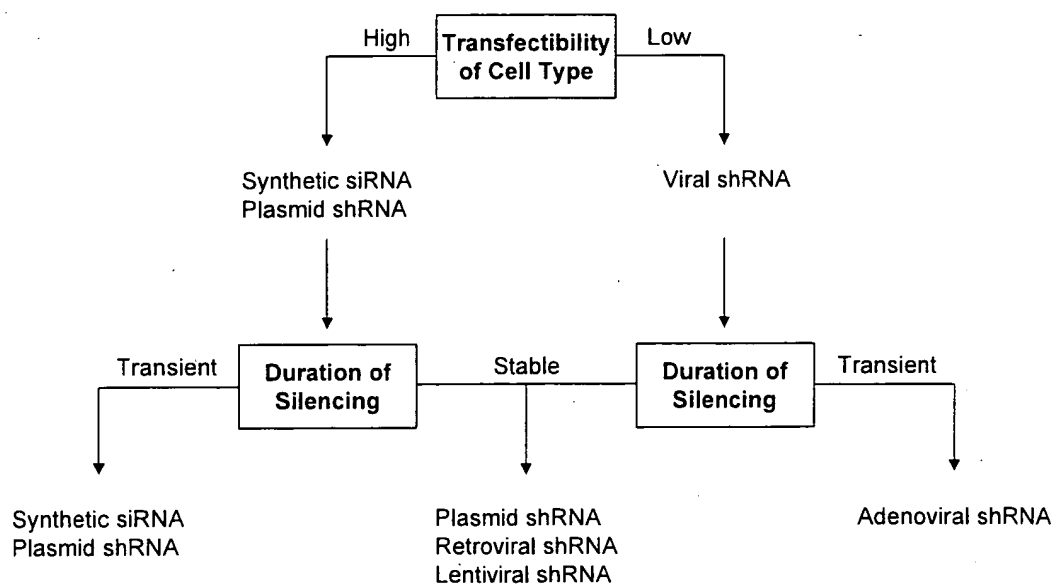 High
Transfectibility
of Cell Type
Low
Synthetic siRNA
Plasmid shRNA
Viral shRNA
Transient
Duration of
Silencing
Stable
Duration of
Silencing
Transient
Synthetic siRNA
Plasmid shRNA
Plasmid shRNA
Retroviral shRNA
Lentiviral shRNA
Adenoviral shRNA